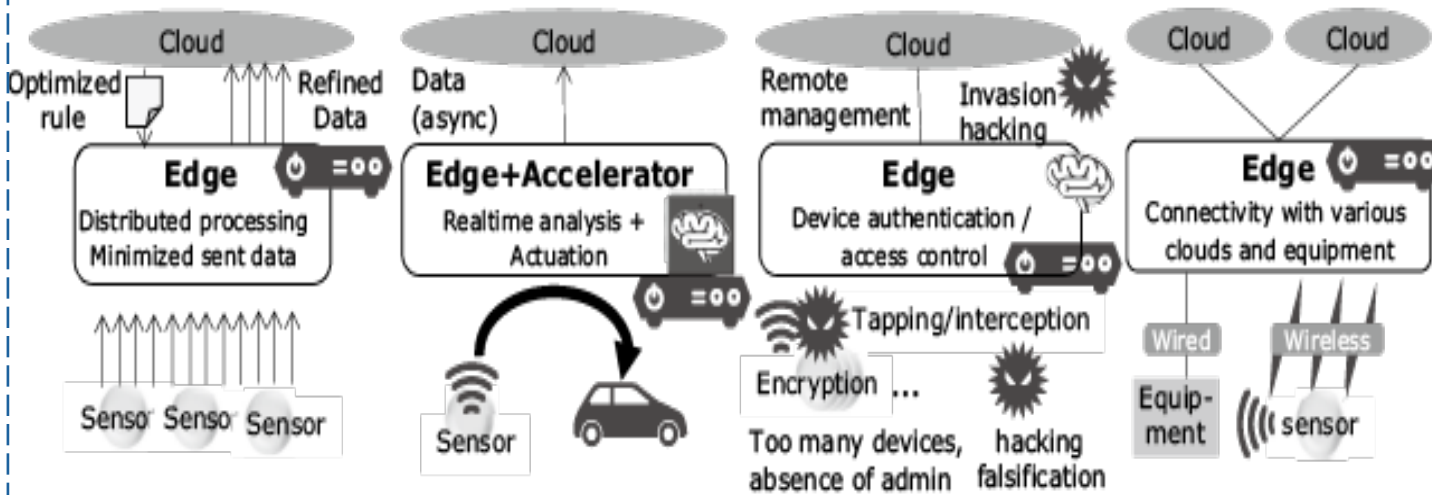 Cloud
Optimized
rule
Refined
Data
Edge
Distributed processing
Minimized sent data
Sensor
Sensor
Sensor
Cloud
Data
(async)
Edge+Accelerator
Realtime analysis +
Actuation
Sensor
Cloud
Remote
management
Invasion
hacking
Edge
Device authentication /
access control
Tapping/interception
Encryption
...
Too many devices,
absence of admin
hacking
falsification
Cloud
Cloud
Edge
Connectivity with various
clouds and equipment
Wired
Wireless
Equip-
ment
sensor